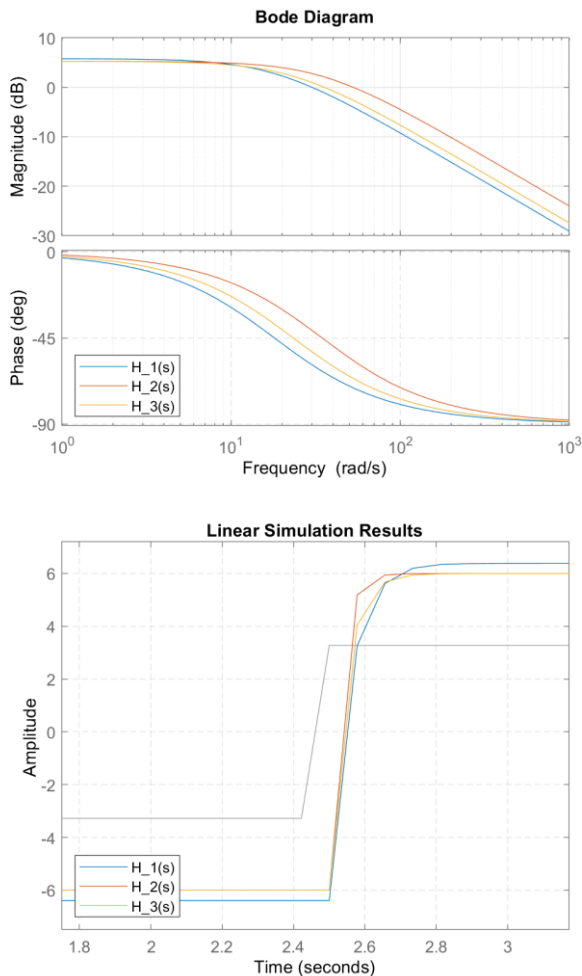 Bode Diagram
10
0
-10
-20
-30
Magnitude (dB)
0
-45
-90
Phase (deg)
H_1(s)
H_2(s)
H_3(s)
10^0
10^1
10^2
10^3
Frequency (rad/s)
Linear Simulation Results
6
4
2
0
-2
-4
-6
Amplitude
H_1(s)
H_2(s)
H_3(s)
1.8
2
2.2
2.4
2.6
2.8
3
Time (seconds)